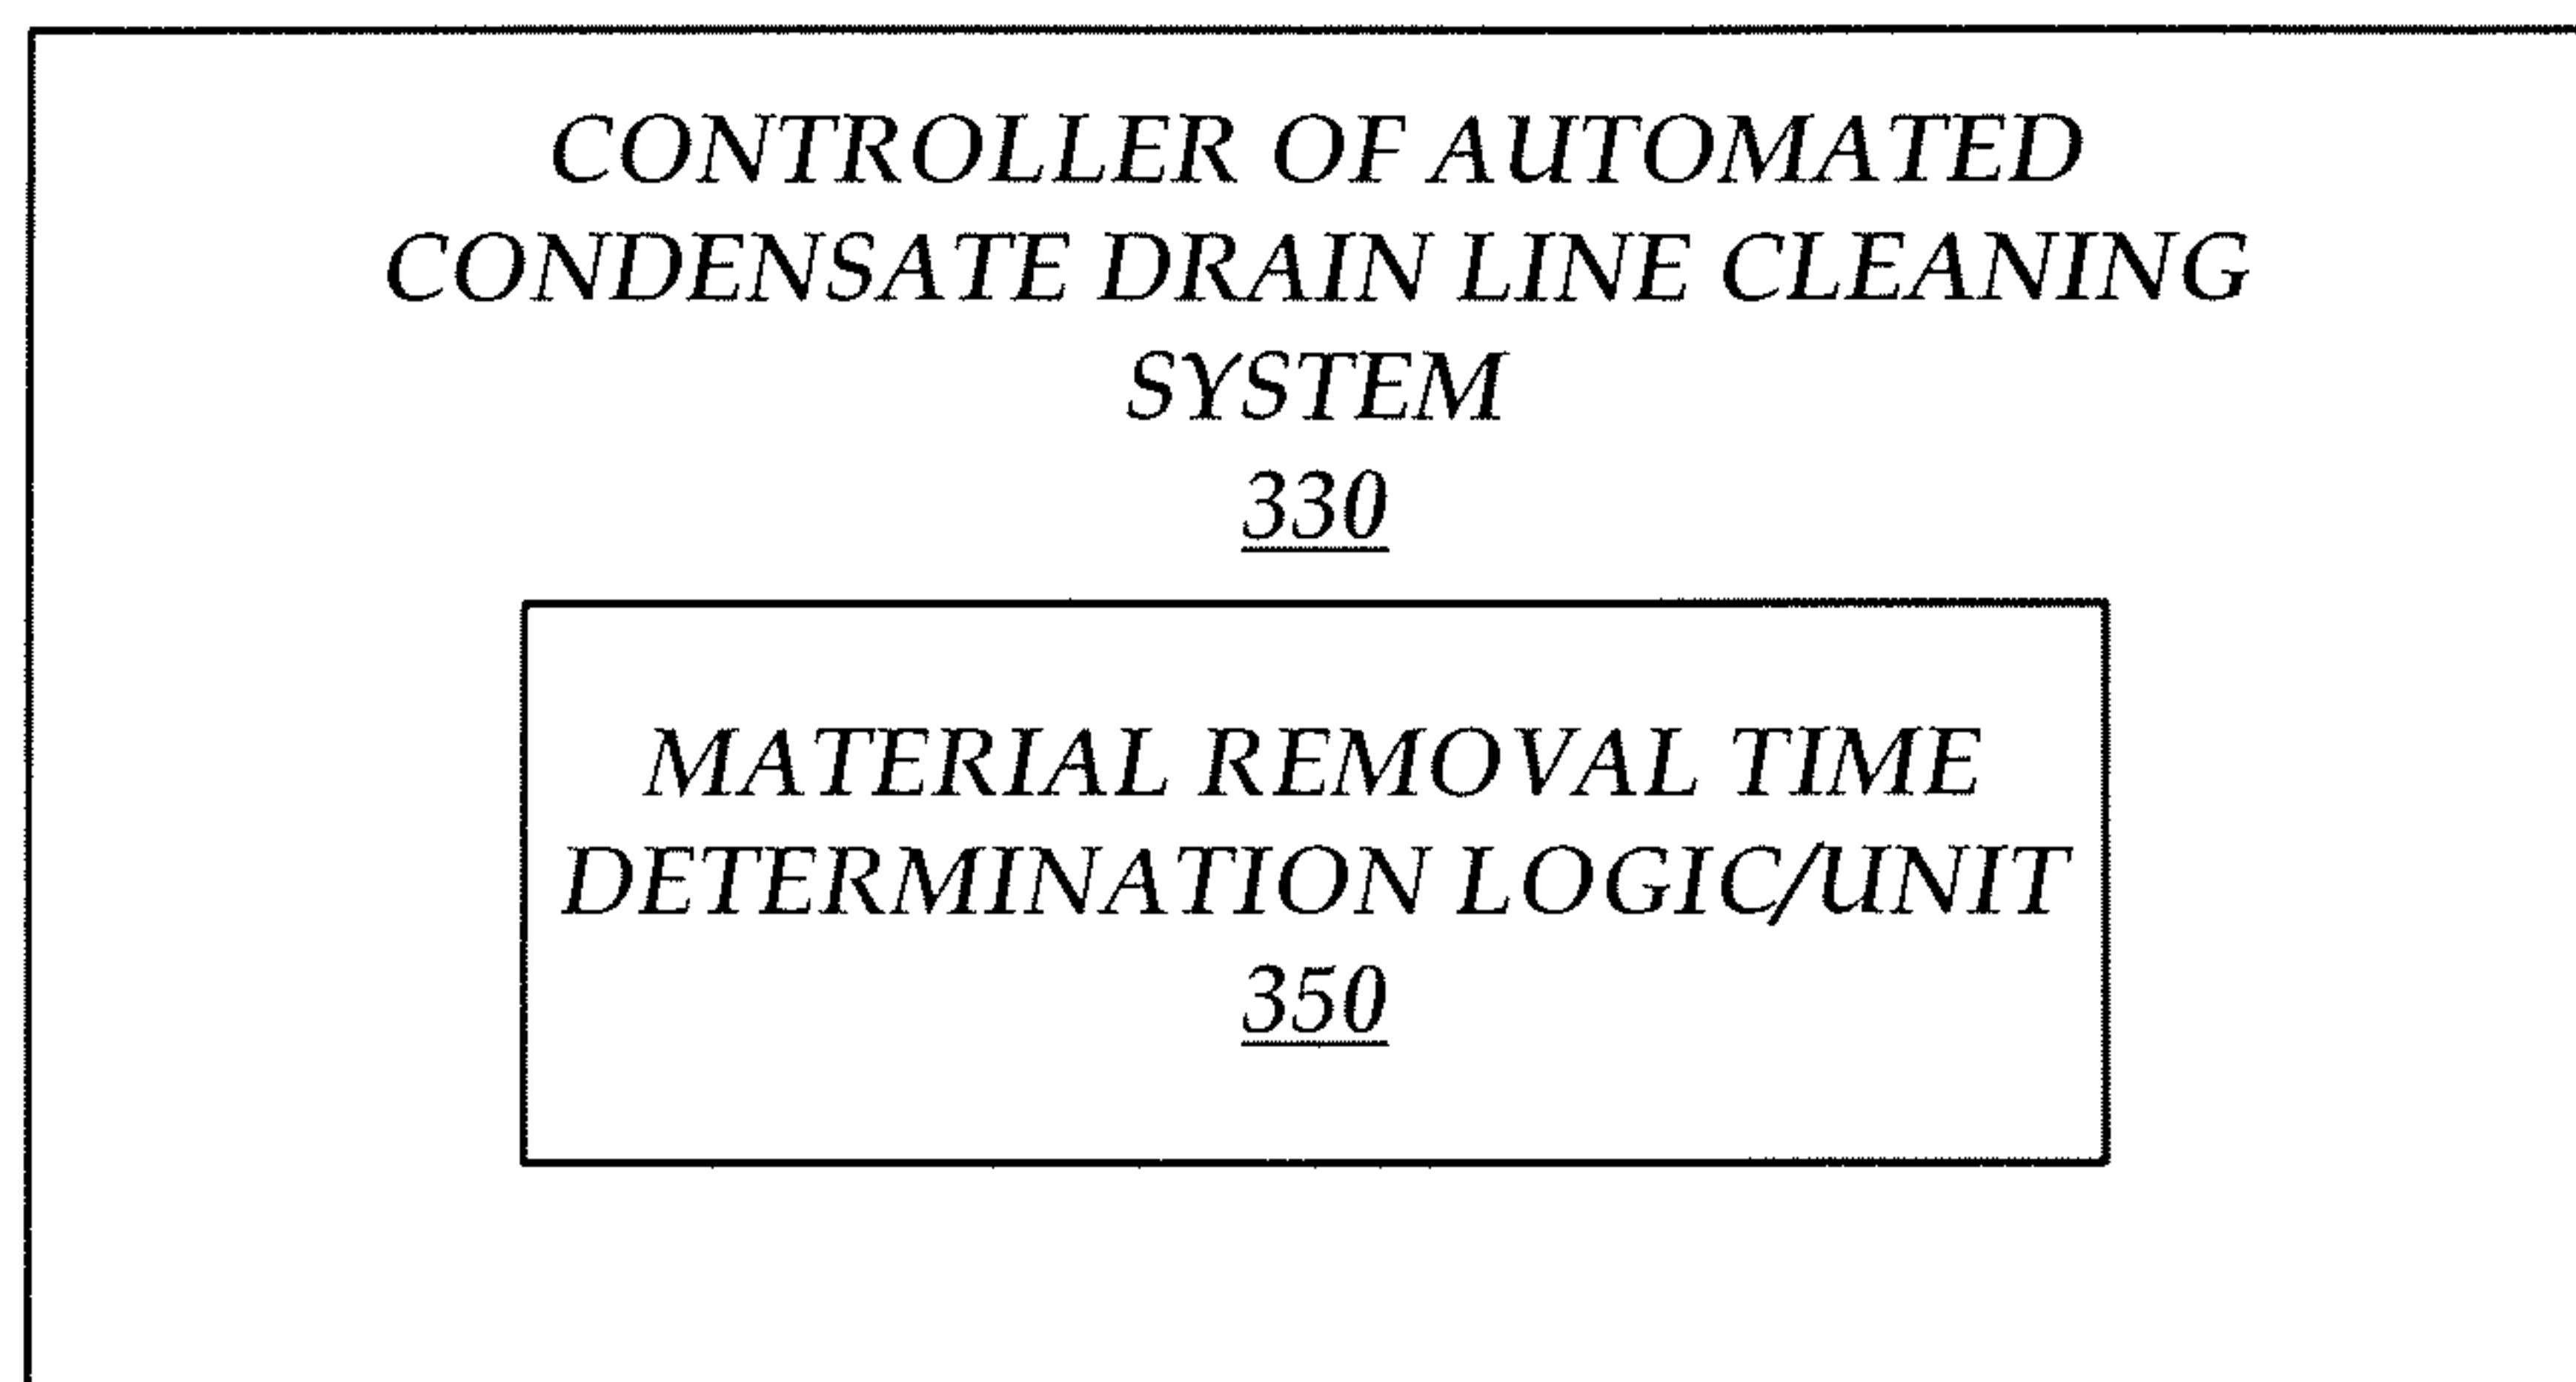 CONTROLLER OF AUTOMATED
CONDENSATE DRAIN LINE CLEANING
SYSTEM
330
MATERIAL REMOVAL TIME
DETERMINATION LOGIC/UNIT
350